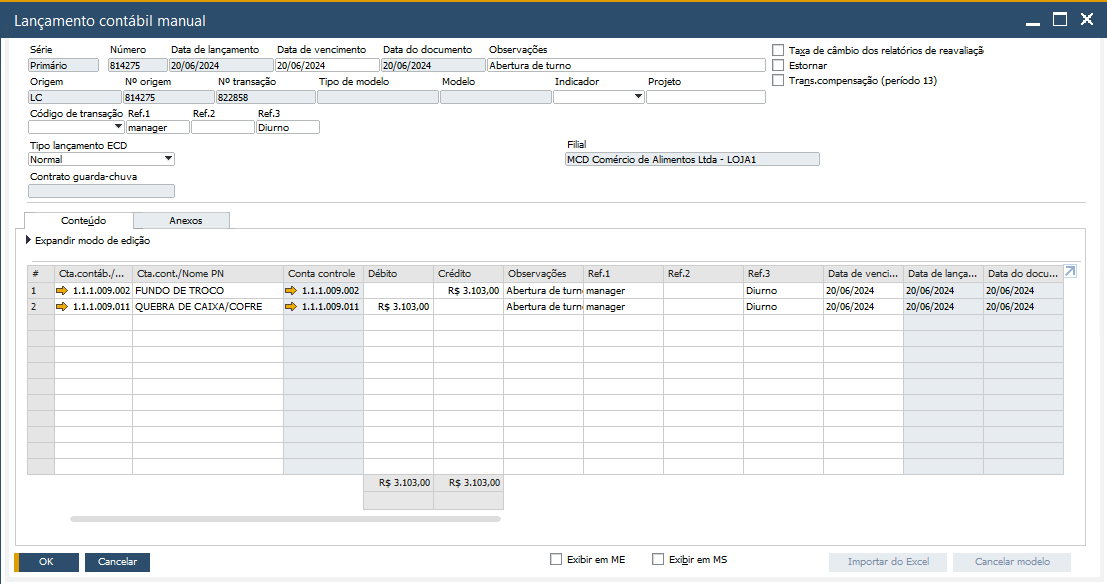 Lançamento contábil manual
Série Número Data de lançamento Data de vencimento Data do documento Observações
Primário 814275 20/06/2024 20/06/2024 20/06/2024 Abertura de turno
Taxa de câmbio dos relatórios de reavaliaçã
Estornar
Trans.compensação (período 13)
Origem Nº origem Nº transação Tipo de modelo Modelo Indicador Projeto
LC 814275 822858
Código de transação Ref.1 Ref.2 Ref.3
manager Diurno
Tipo lançamento ECD Filial
Normal MCD Comércio de Alimentos Ltda - LOJA1
Contrato guarda-chuva
Conteúdo Anexos
Expandir modo de edição
# Cta.contáb./... Cta.cont./Nome PN Conta controle Débito Crédito Observações Ref.1 Ref.2 Ref.3 Data de venci... Data de lança... Data do docu...
1 1.1.1.009.002 FUNDO DE TROCO 1.1.1.009.002 R$ 3.103,00 Abertura de turn manager Diurno 20/06/2024 20/06/2024 20/06/2024
2 1.1.1.009.011 QUEBRA DE CAIXA/COFRE 1.1.1.009.011 R$ 3.103,00 Abertura de turn manager Diurno 20/06/2024 20/06/2024 20/06/2024
R$ 3.103,00 R$ 3.103,00
OK Cancelar Exibir em ME Exibir em MS Importar do Excel Cancelar modelo